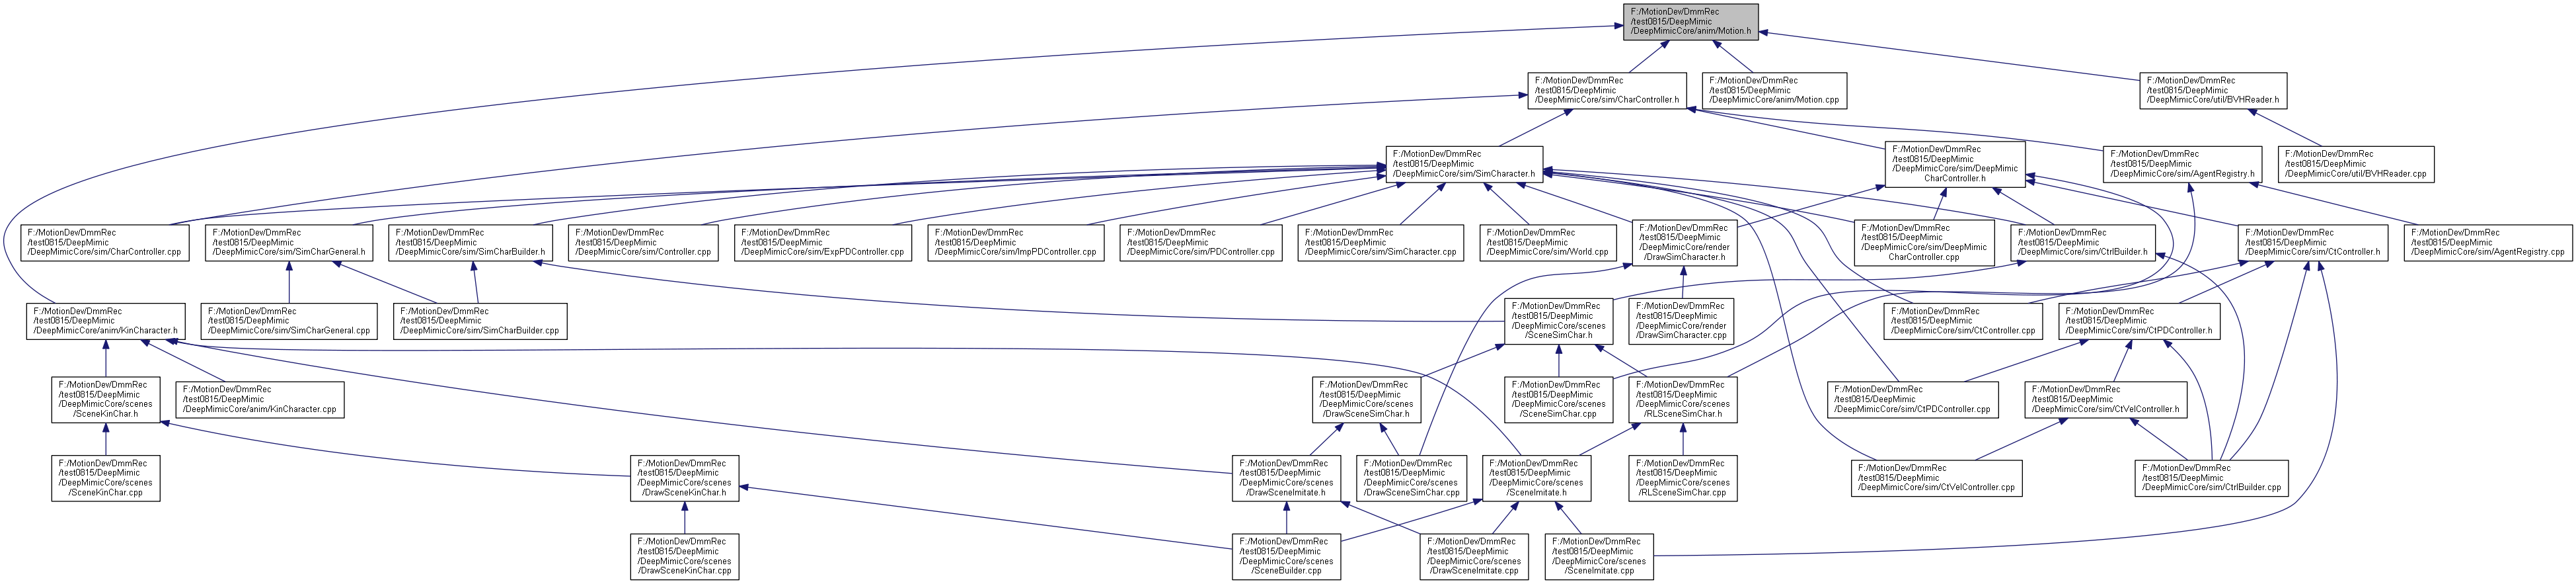 F:/MotionDev/DmmRec
/test0815/DeepMimic
/DeepMimicCore/anim/Motion.h
F:/MotionDev/DmmRec
/test0815/DeepMimic
/DeepMimicCore/sim/CharController.h
F:/MotionDev/DmmRec
/test0815/DeepMimic
/DeepMimicCore/anim/Motion.cpp
F:/MotionDev/DmmRec
/test0815/DeepMimic
/DeepMimicCore/util/BVHReader.h
F:/MotionDev/DmmRec
/test0815/DeepMimic
/DeepMimicCore/sim/SimCharacter.h
F:/MotionDev/DmmRec
/test0815/DeepMimic
/DeepMimicCore/sim/DeepMimic
CharController.h
F:/MotionDev/DmmRec
/test0815/DeepMimic
/DeepMimicCore/sim/AgentRegistry.h
F:/MotionDev/DmmRec
/test0815/DeepMimic
/DeepMimicCore/util/BVHReader.cpp
F:/MotionDev/DmmRec
/test0815/DeepMimic
/DeepMimicCore/sim/CharController.cpp
F:/MotionDev/DmmRec
/test0815/DeepMimic
/DeepMimicCore/sim/SimCharGeneral.h
F:/MotionDev/DmmRec
/test0815/DeepMimic
/DeepMimicCore/sim/SimCharBuilder.h
F:/MotionDev/DmmRec
/test0815/DeepMimic
/DeepMimicCore/sim/Controller.cpp
F:/MotionDev/DmmRec
/test0815/DeepMimic
/DeepMimicCore/sim/ExpPDController.cpp
F:/MotionDev/DmmRec
/test0815/DeepMimic
/DeepMimicCore/sim/ImpPDController.cpp
F:/MotionDev/DmmRec
/test0815/DeepMimic
/DeepMimicCore/sim/PDController.cpp
F:/MotionDev/DmmRec
/test0815/DeepMimic
/DeepMimicCore/sim/SimCharacter.cpp
F:/MotionDev/DmmRec
/test0815/DeepMimic
/DeepMimicCore/sim/World.cpp
F:/MotionDev/DmmRec
/test0815/DeepMimic
/DeepMimicCore/render
/DrawSimCharacter.h
F:/MotionDev/DmmRec
/test0815/DeepMimic
/DeepMimicCore/sim/DeepMimic
CharController.cpp
F:/MotionDev/DmmRec
/test0815/DeepMimic
/DeepMimicCore/sim/CtrlBuilder.h
F:/MotionDev/DmmRec
/test0815/DeepMimic
/DeepMimicCore/sim/CtController.h
F:/MotionDev/DmmRec
/test0815/DeepMimic
/DeepMimicCore/sim/AgentRegistry.cpp
F:/MotionDev/DmmRec
/test0815/DeepMimic
/DeepMimicCore/anim/KinCharacter.h
F:/MotionDev/DmmRec
/test0815/DeepMimic
/DeepMimicCore/sim/SimCharGeneral.cpp
F:/MotionDev/DmmRec
/test0815/DeepMimic
/DeepMimicCore/sim/SimCharBuilder.cpp
F:/MotionDev/DmmRec
/test0815/DeepMimic
/DeepMimicCore/scenes
/SceneSimChar.h
F:/MotionDev/DmmRec
/test0815/DeepMimic
/DeepMimicCore/render
/DrawSimCharacter.cpp
F:/MotionDev/DmmRec
/test0815/DeepMimic
/DeepMimicCore/sim/CtController.cpp
F:/MotionDev/DmmRec
/test0815/DeepMimic
/DeepMimicCore/sim/CtPDController.h
F:/MotionDev/DmmRec
/test0815/DeepMimic
/DeepMimicCore/scenes
/SceneKinChar.h
F:/MotionDev/DmmRec
/test0815/DeepMimic
/DeepMimicCore/anim/KinCharacter.cpp
F:/MotionDev/DmmRec
/test0815/DeepMimic
/DeepMimicCore/scenes
/DrawSceneSimChar.h
F:/MotionDev/DmmRec
/test0815/DeepMimic
/DeepMimicCore/scenes
/SceneSimChar.cpp
F:/MotionDev/DmmRec
/test0815/DeepMimic
/DeepMimicCore/scenes
/RLSceneSimChar.h
F:/MotionDev/DmmRec
/test0815/DeepMimic
/DeepMimicCore/sim/CtPDController.cpp
F:/MotionDev/DmmRec
/test0815/DeepMimic
/DeepMimicCore/sim/CtVelController.h
F:/MotionDev/DmmRec
/test0815/DeepMimic
/DeepMimicCore/scenes
/SceneKinChar.cpp
F:/MotionDev/DmmRec
/test0815/DeepMimic
/DeepMimicCore/scenes
/DrawSceneKinChar.h
F:/MotionDev/DmmRec
/test0815/DeepMimic
/DeepMimicCore/scenes
/DrawSceneImitate.h
F:/MotionDev/DmmRec
/test0815/DeepMimic
/DeepMimicCore/scenes
/DrawSceneSimChar.cpp
F:/MotionDev/DmmRec
/test0815/DeepMimic
/DeepMimicCore/scenes
/SceneImitate.h
F:/MotionDev/DmmRec
/test0815/DeepMimic
/DeepMimicCore/scenes
/RLSceneSimChar.cpp
F:/MotionDev/DmmRec
/test0815/DeepMimic
/DeepMimicCore/sim/CtVelController.cpp
F:/MotionDev/DmmRec
/test0815/DeepMimic
/DeepMimicCore/sim/CtrlBuilder.cpp
F:/MotionDev/DmmRec
/test0815/DeepMimic
/DeepMimicCore/scenes
/DrawSceneKinChar.cpp
F:/MotionDev/DmmRec
/test0815/DeepMimic
/DeepMimicCore/scenes
/SceneBuilder.cpp
F:/MotionDev/DmmRec
/test0815/DeepMimic
/DeepMimicCore/scenes
/DrawSceneImitate.cpp
F:/MotionDev/DmmRec
/test0815/DeepMimic
/DeepMimicCore/scenes
/SceneImitate.cpp